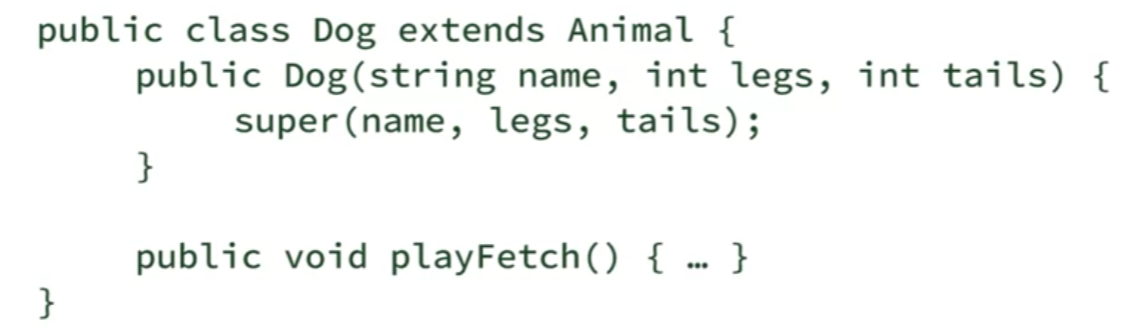 public class Dog extends Animal {
public Dog(string name, int legs, int tails) {
super(name, legs, tails);
}
public void playFetch() { … }
}